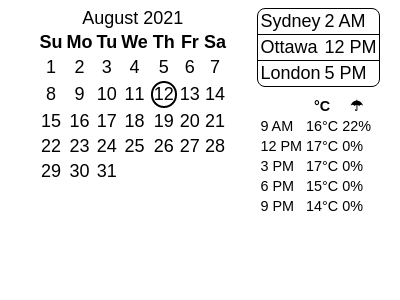 August 2021
Su Mo Tu We Th Fr Sa
1 2 3 4 5 6 7
8 9 10 11 12 13 14
15 16 17 18 19 20 21
22 23 24 25 26 27 28
29 30 31
Sydney 2 AM
Ottawa 12 PM
London 5 PM
°C ☂
9 AM 16°C 22%
12 PM 17°C 0%
3 PM 17°C 0%
6 PM 15°C 0%
9 PM 14°C 0%